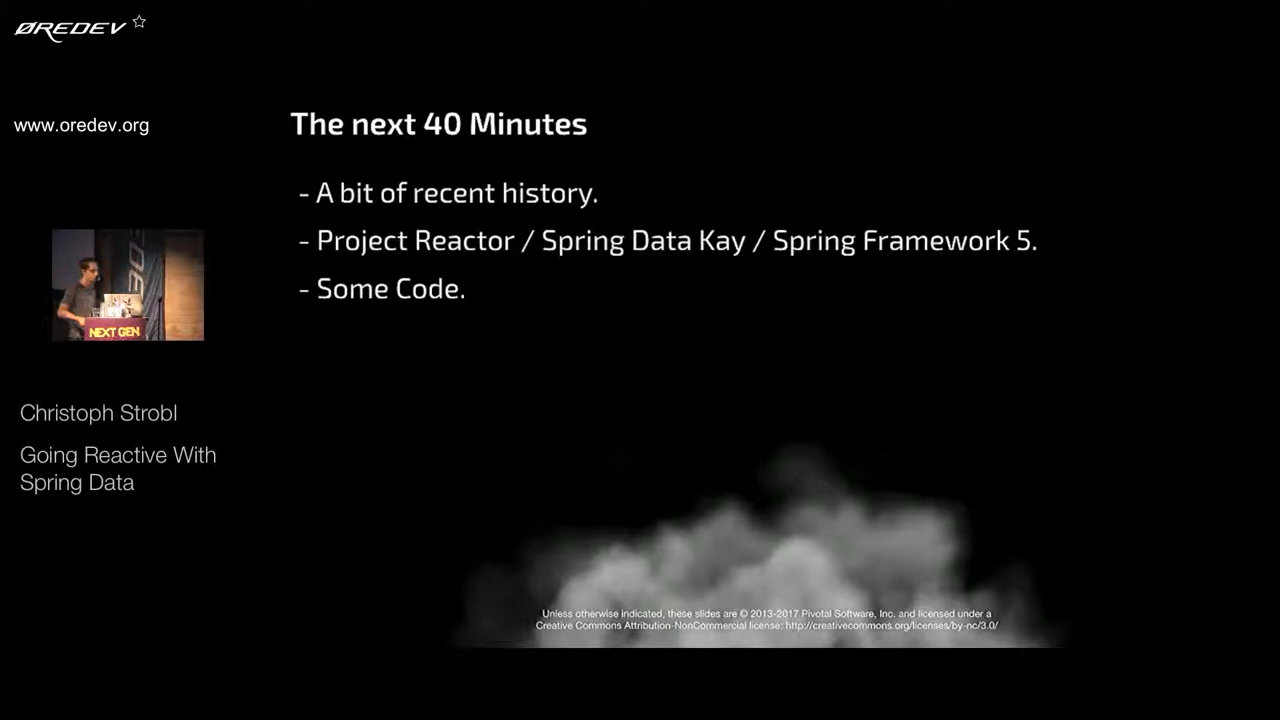 ØREDEV
www.oredev.org
The next 40 Minutes
- A bit of recent history.
- Project Reactor / Spring Data Kay / Spring Framework 5.
- Some Code.
NEXT GEN
Christoph Strobl
Going Reactive With
Spring Data
Unless otherwise indicated, these slides are © 2013-2017 Pivotal Software, Inc. and licensed under a
Creative Commons Attribution-NonCommercial license: http://creativecommons.org/licenses/by-nc/3.0/